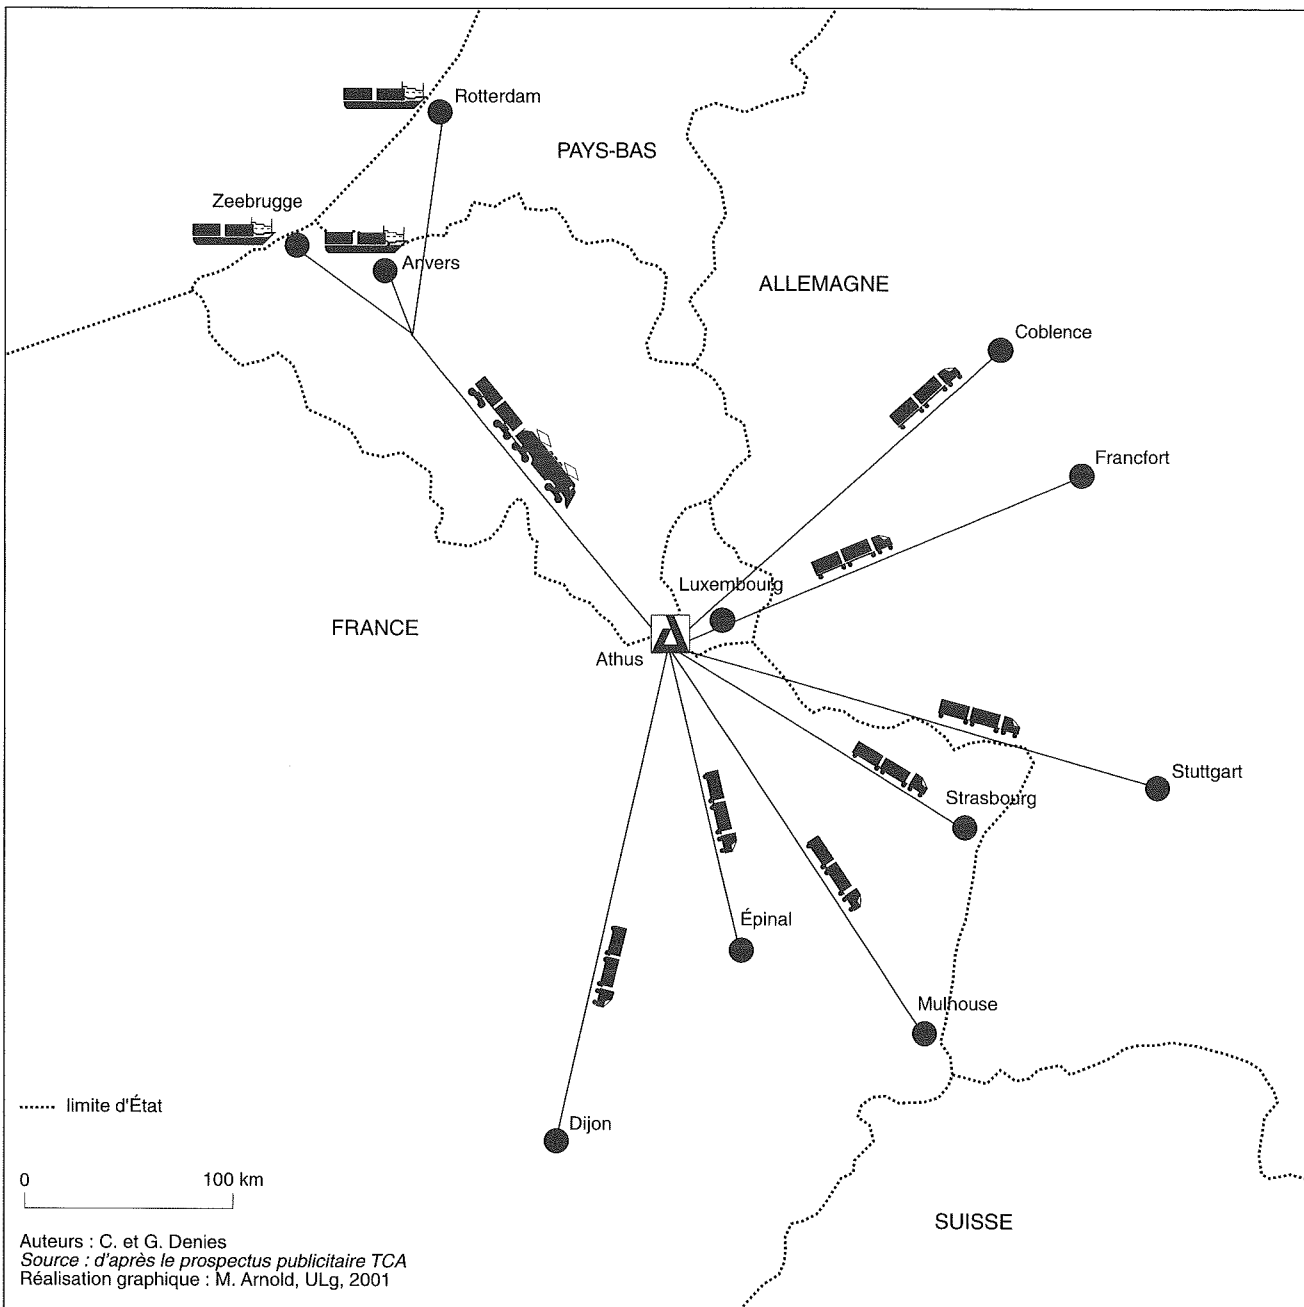 Rotterdam
PAYS-BAS
Zeebrugge
Anvers
ALLEMAGNE
Coblence
Francfort
Luxembourg
FRANCE
Athus
Stuttgart
Strasbourg
Épinal
Mulhouse
limite d'État
Dijon
0 100 km
SUISSE
Auteurs : C. et G. Denies
Source : d'après le prospectus publicitaire TCA
Réalisation graphique : M. Arnold, ULg, 2001